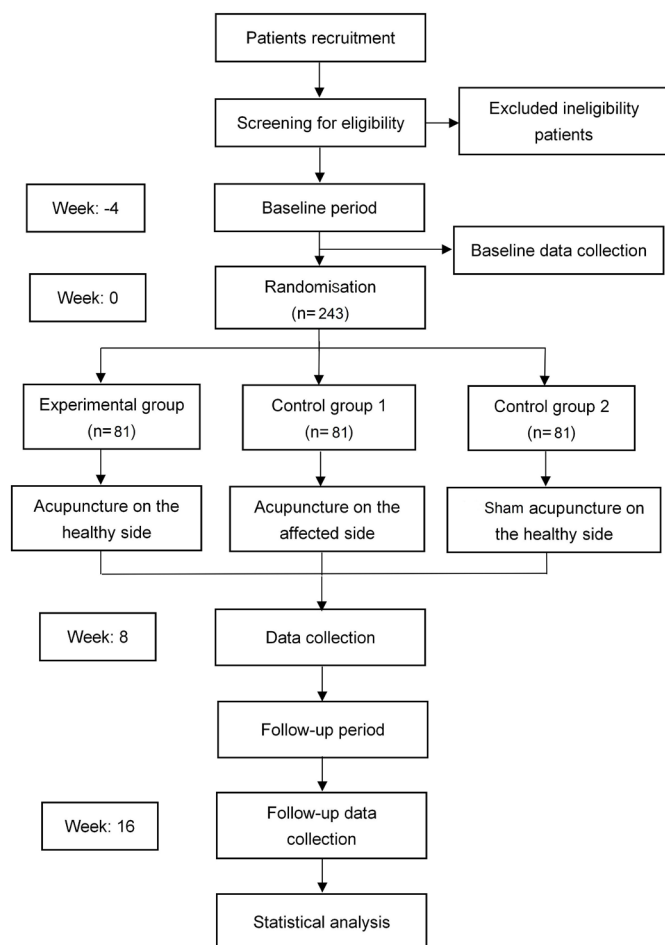 Patients recruitment
Screening for eligibility
Excluded ineligibility
patients
Week: -4
Baseline period
Baseline data collection
Week: 0
Randomisation
(n=243)
Experimental group
(n=81)
Control group 1
(n=81)
Control group 2
(n=81)
Acupuncture on the
healthy side
Acupuncture on the
affected side
Sham acupuncture on
the healthy side
Week: 8
Data collection
Follow-up period
Week: 16
Follow-up data
collection
Statistical analysis